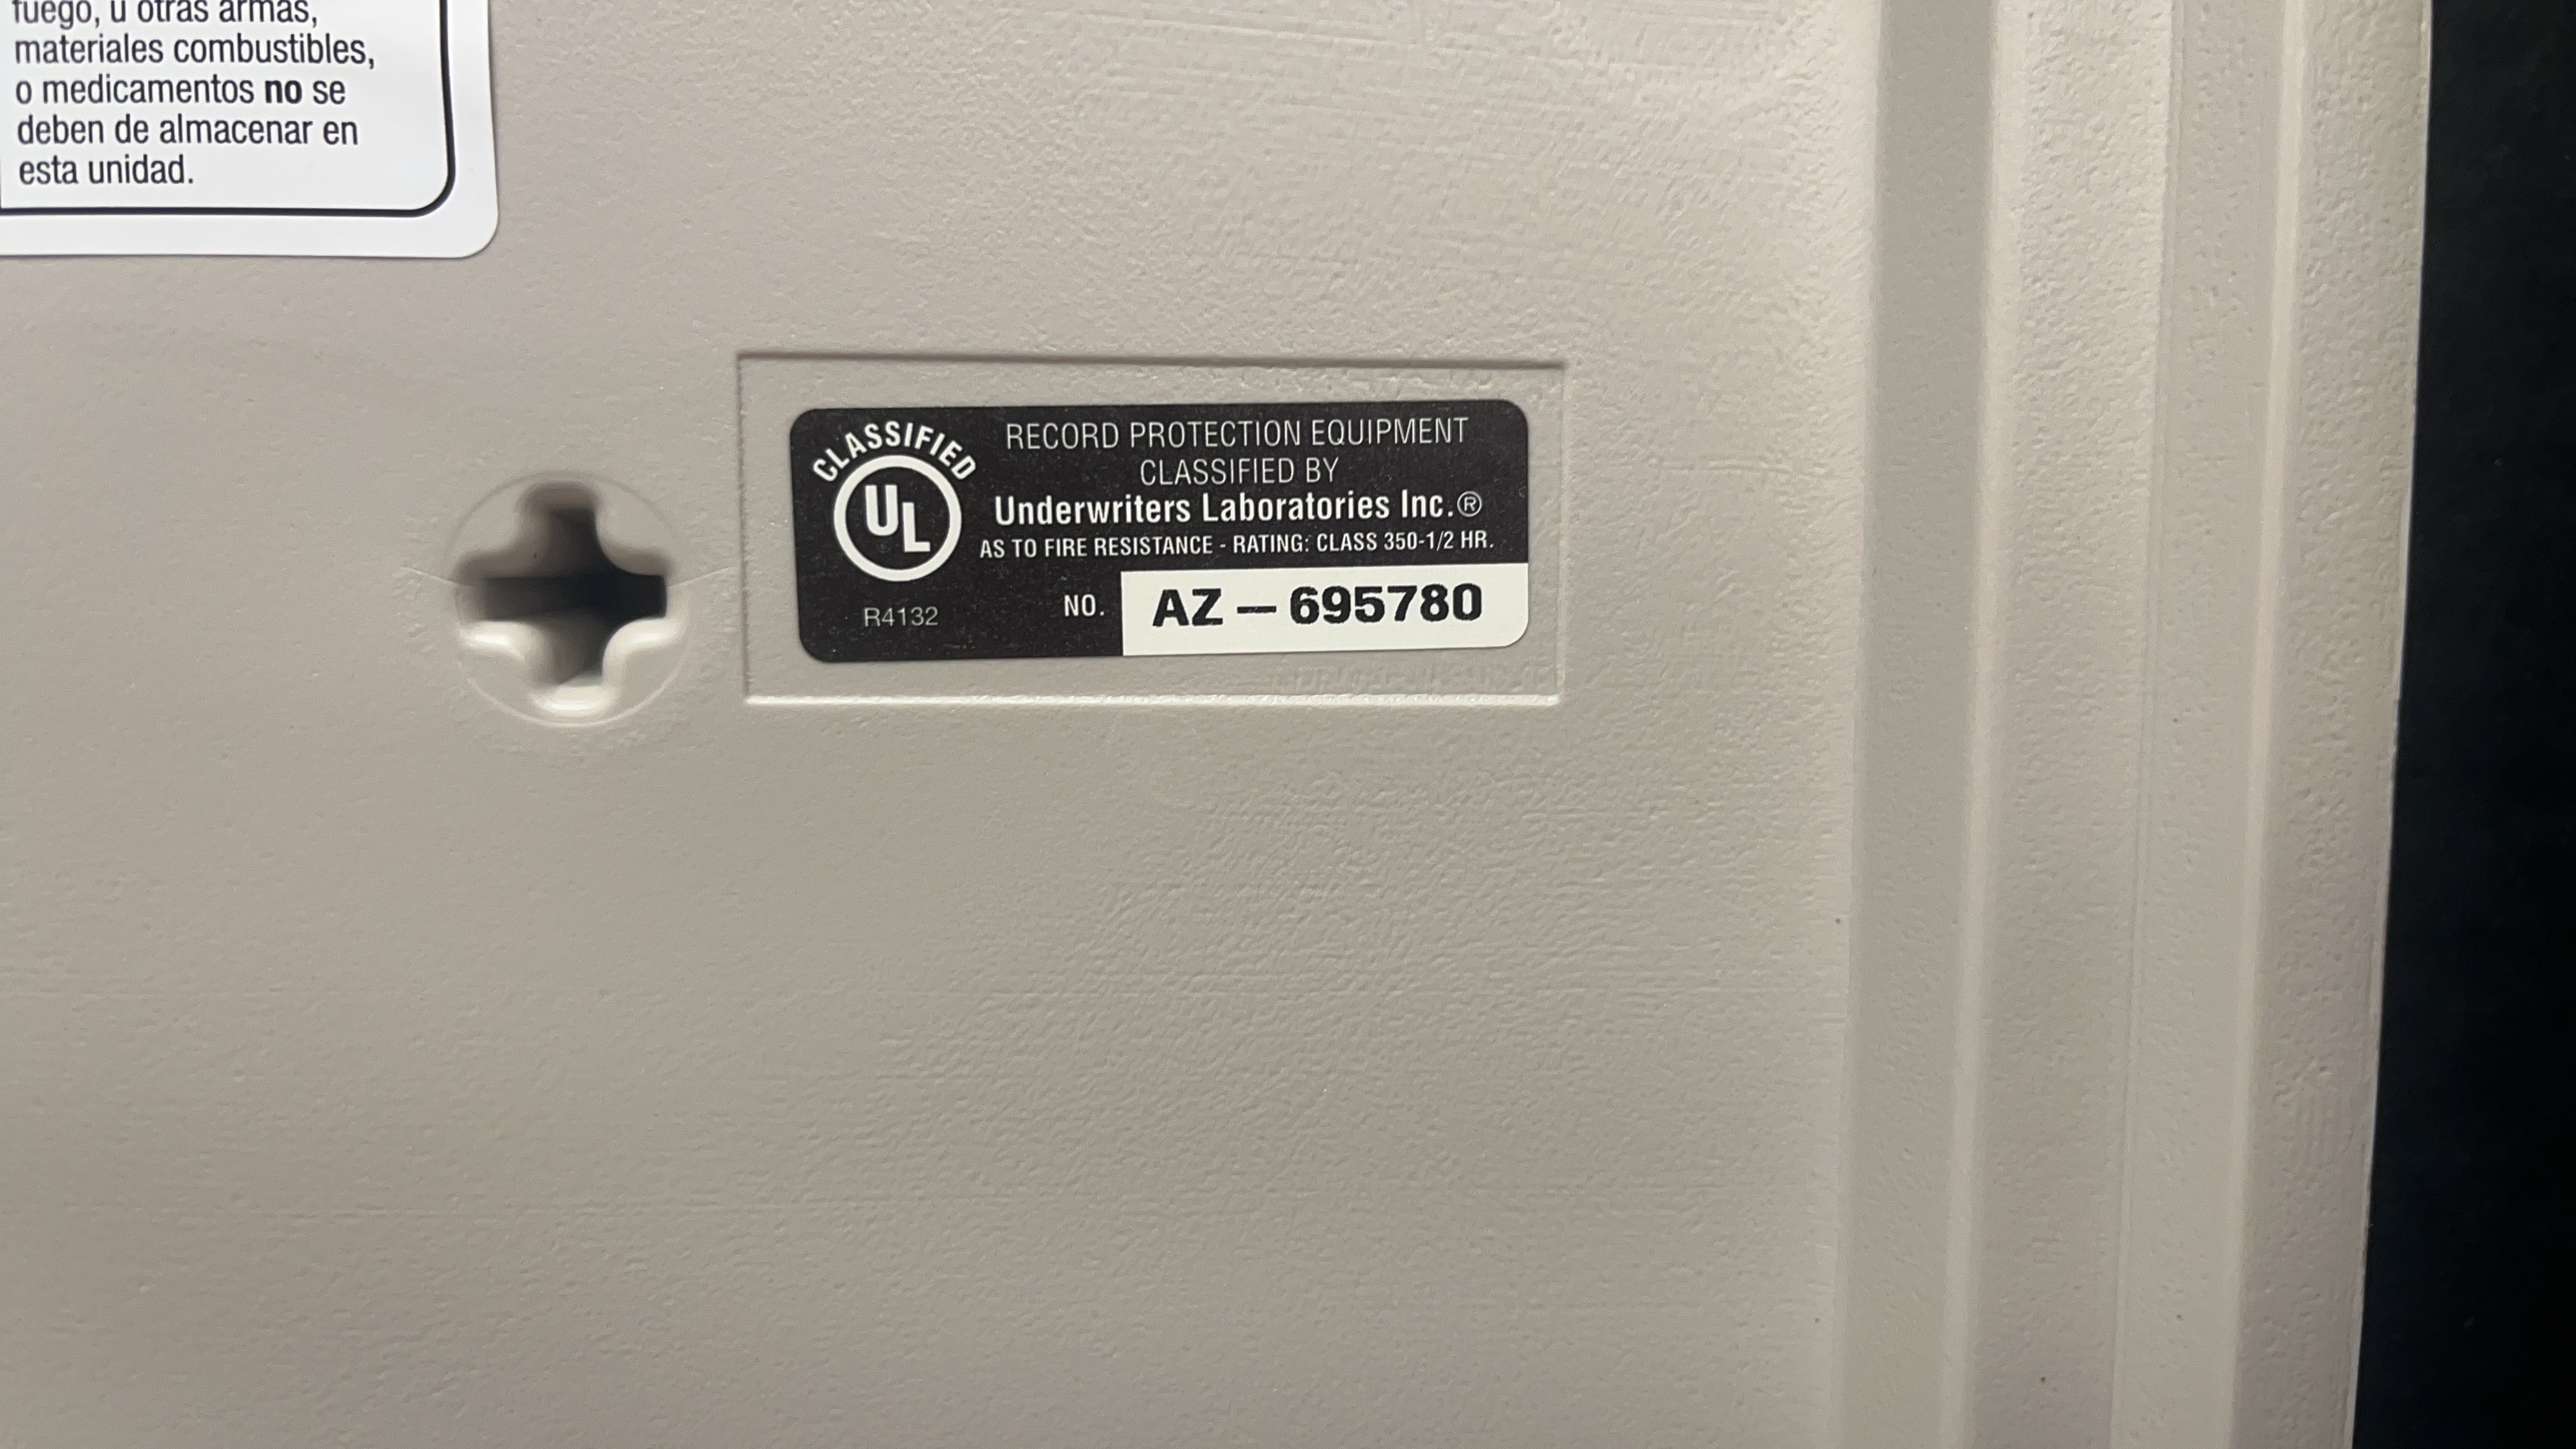 fuego, u otras armas,
materiales combustibles,
o medicamentos no se
deben de almacenar en
esta unidad.
CLASSIFIED
UL
R4132
RECORD PROTECTION EQUIPMENT
CLASSIFIED BY
Underwriters Laboratories Inc.®
AS TO FIRE RESISTANCE - RATING: CLASS 350-1/2 HR.
NO. AZ — 695780